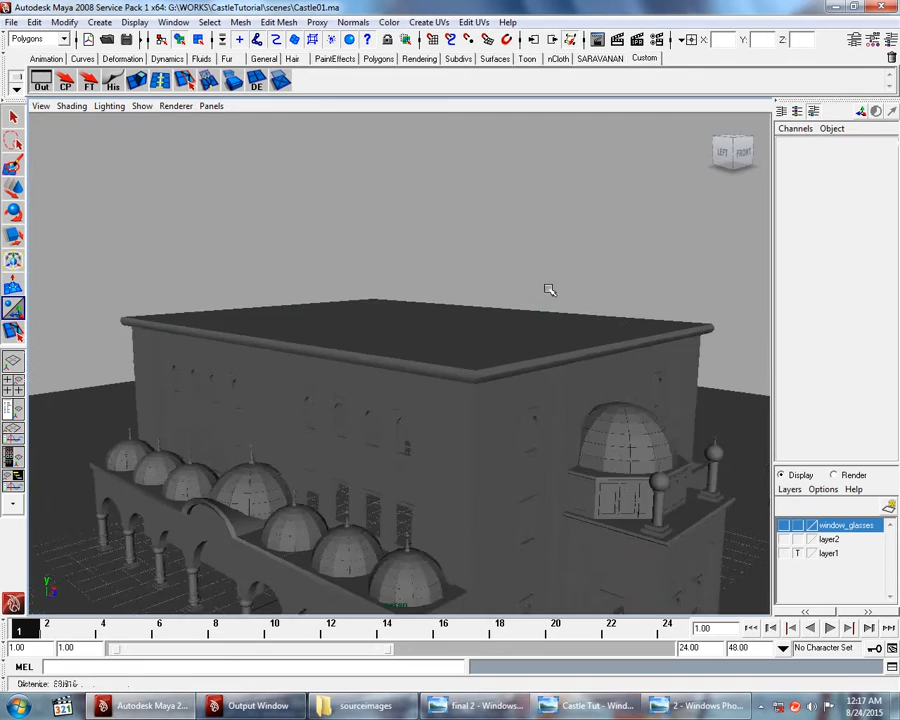 Autodesk Maya 2008 Service Pack 1 x64: G:\WORKS\CastleTutorial\scenes\Castle01.ma
File Edit Modify Create Display Window Select Mesh Edit Mesh Proxy Normals Color Create UVs Edit UVs Help
Polygons X: Y: Z:
Animation Curves Deformation Dynamics Fluids Fur General Hair PaintEffects Polygons Rendering Subdivs Surfaces Toon nCloth SARAVANAN Custom
Out CP FT His DE
View Shading Lighting Show Renderer Panels
Channels Object
LEFT FRONT
Display Render
Layers Options Help
window_glasses
layer2
T layer1
y
1 2 4 6 8 10 12 14 16 18 20 22 24 1.00
1.00 1.00 24.00 48.00 No Character Set
MEL
321 Autodesk Maya 2... Output Window sourceimages final 2 - Windows... Castle Tut - Wind... 2 - Windows Pho... 12:17 AM
8/24/2015